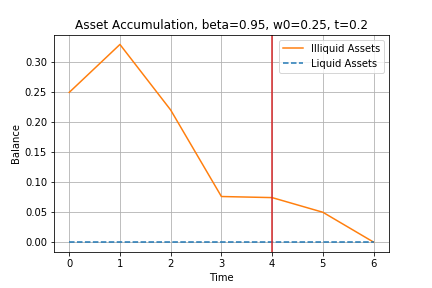 Asset Accumulation, beta=0.95, w0=0.25, t=0.2
Illiquid Assets
Liquid Assets
Balance
0.30
0.25
0.20
0.15
0.10
0.05
0.00
0 1 2 3 4 5 6
Time